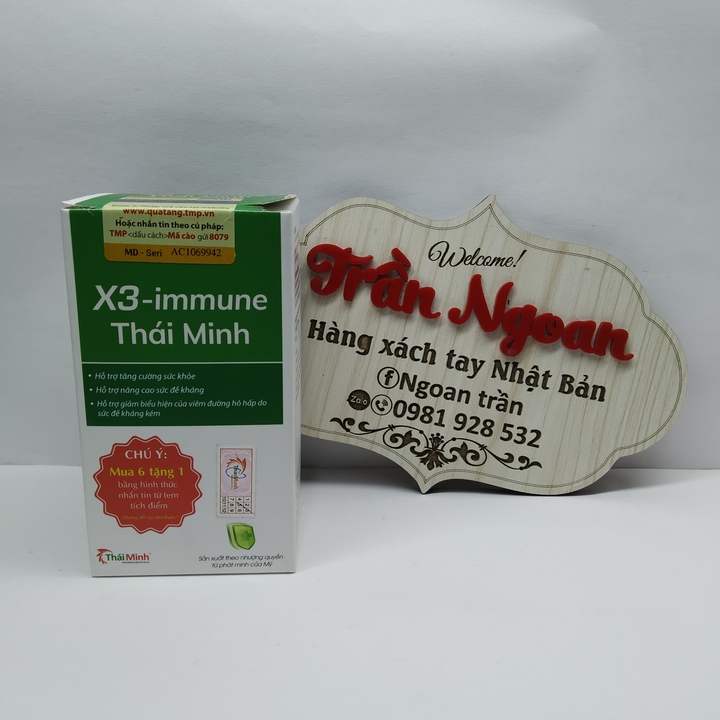 www.quatang.tmp.vn
Hoặc nhắn tin theo cú pháp:
TMP<dấu cách>Mã cào gửi 8079
MD - Seri AC1069942
X3-immune
Thái Minh
• Hỗ trợ tăng cường sức khỏe
• Hỗ trợ nâng cao sức đề kháng
• Hỗ trợ giảm biểu hiện của viêm đường hô hấp do
sức đề kháng kém
CHÚ Ý:
Mua 6 tặng 1
bằng hình thức
nhắn tin từ tem
tích điểm
Thái Minh
Sản xuất theo nhượng quyền
từ phát minh của Mỹ
Welcome!
Trần Ngoan
Hàng xách tay Nhật Bản
Ngoan trần
Zalo 0981 928 532